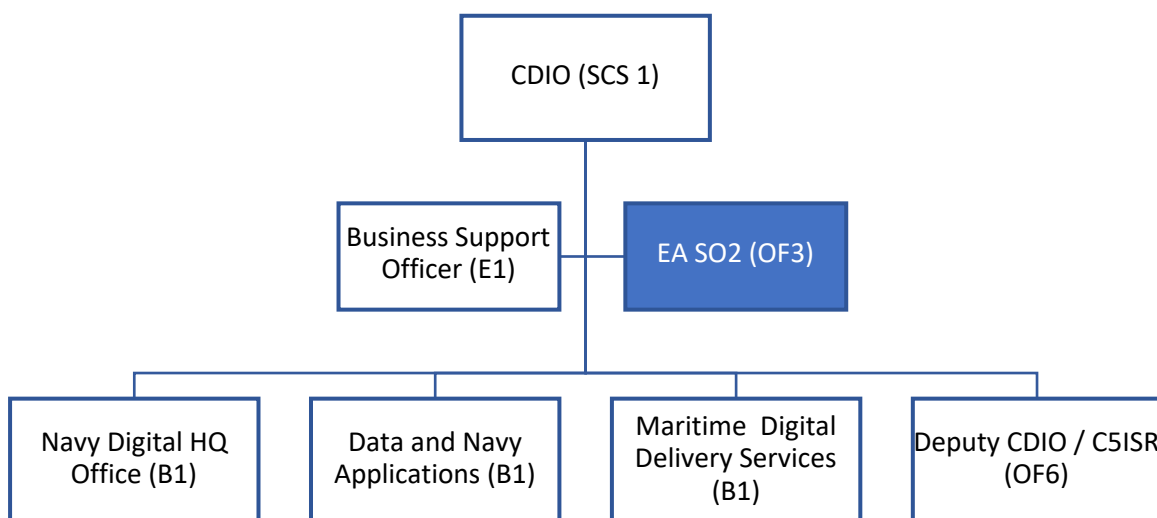 CDIO (SCS 1)
Business Support
Officer (E1)
EA SO2 (OF3)
Navy Digital HQ
Office (B1)
Data and Navy
Applications (B1)
Maritime Digital
Delivery Services
(B1)
Deputy CDIO / C5ISR
(OF6)